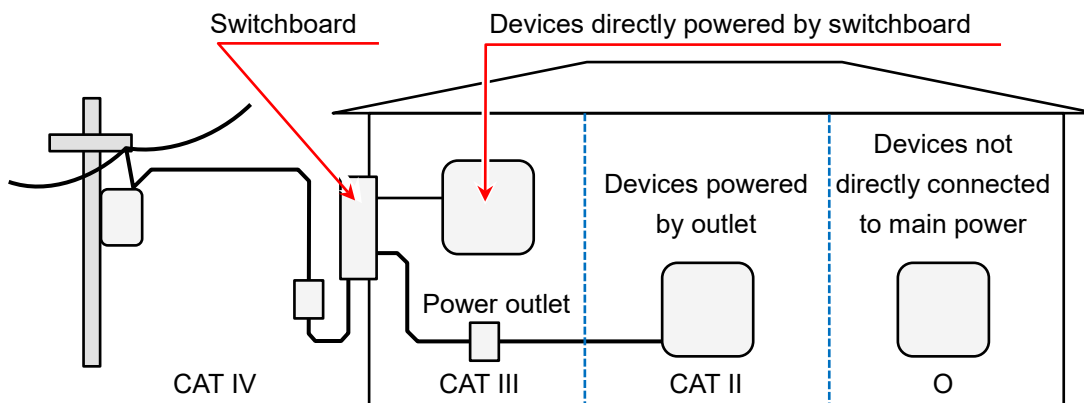 Switchboard
Devices directly powered by switchboard
Devices not
directly connected
to main power
Devices powered
by outlet
Power outlet
CAT IV
CAT III
CAT II
O